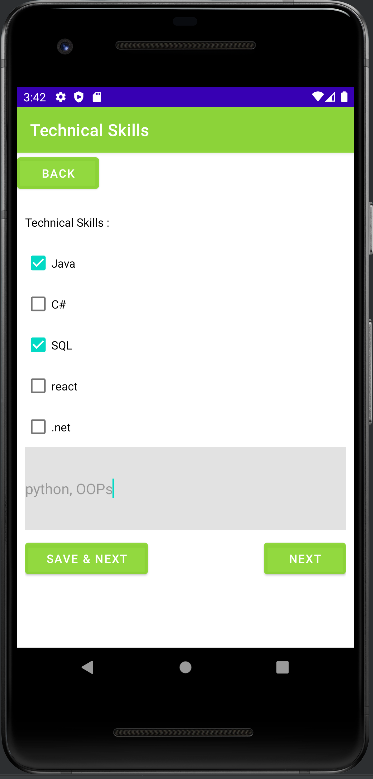 3:42
Technical Skills
BACK
Technical Skills :
Java
C#
SQL
react
.net
python, OOPs
SAVE & NEXT NEXT